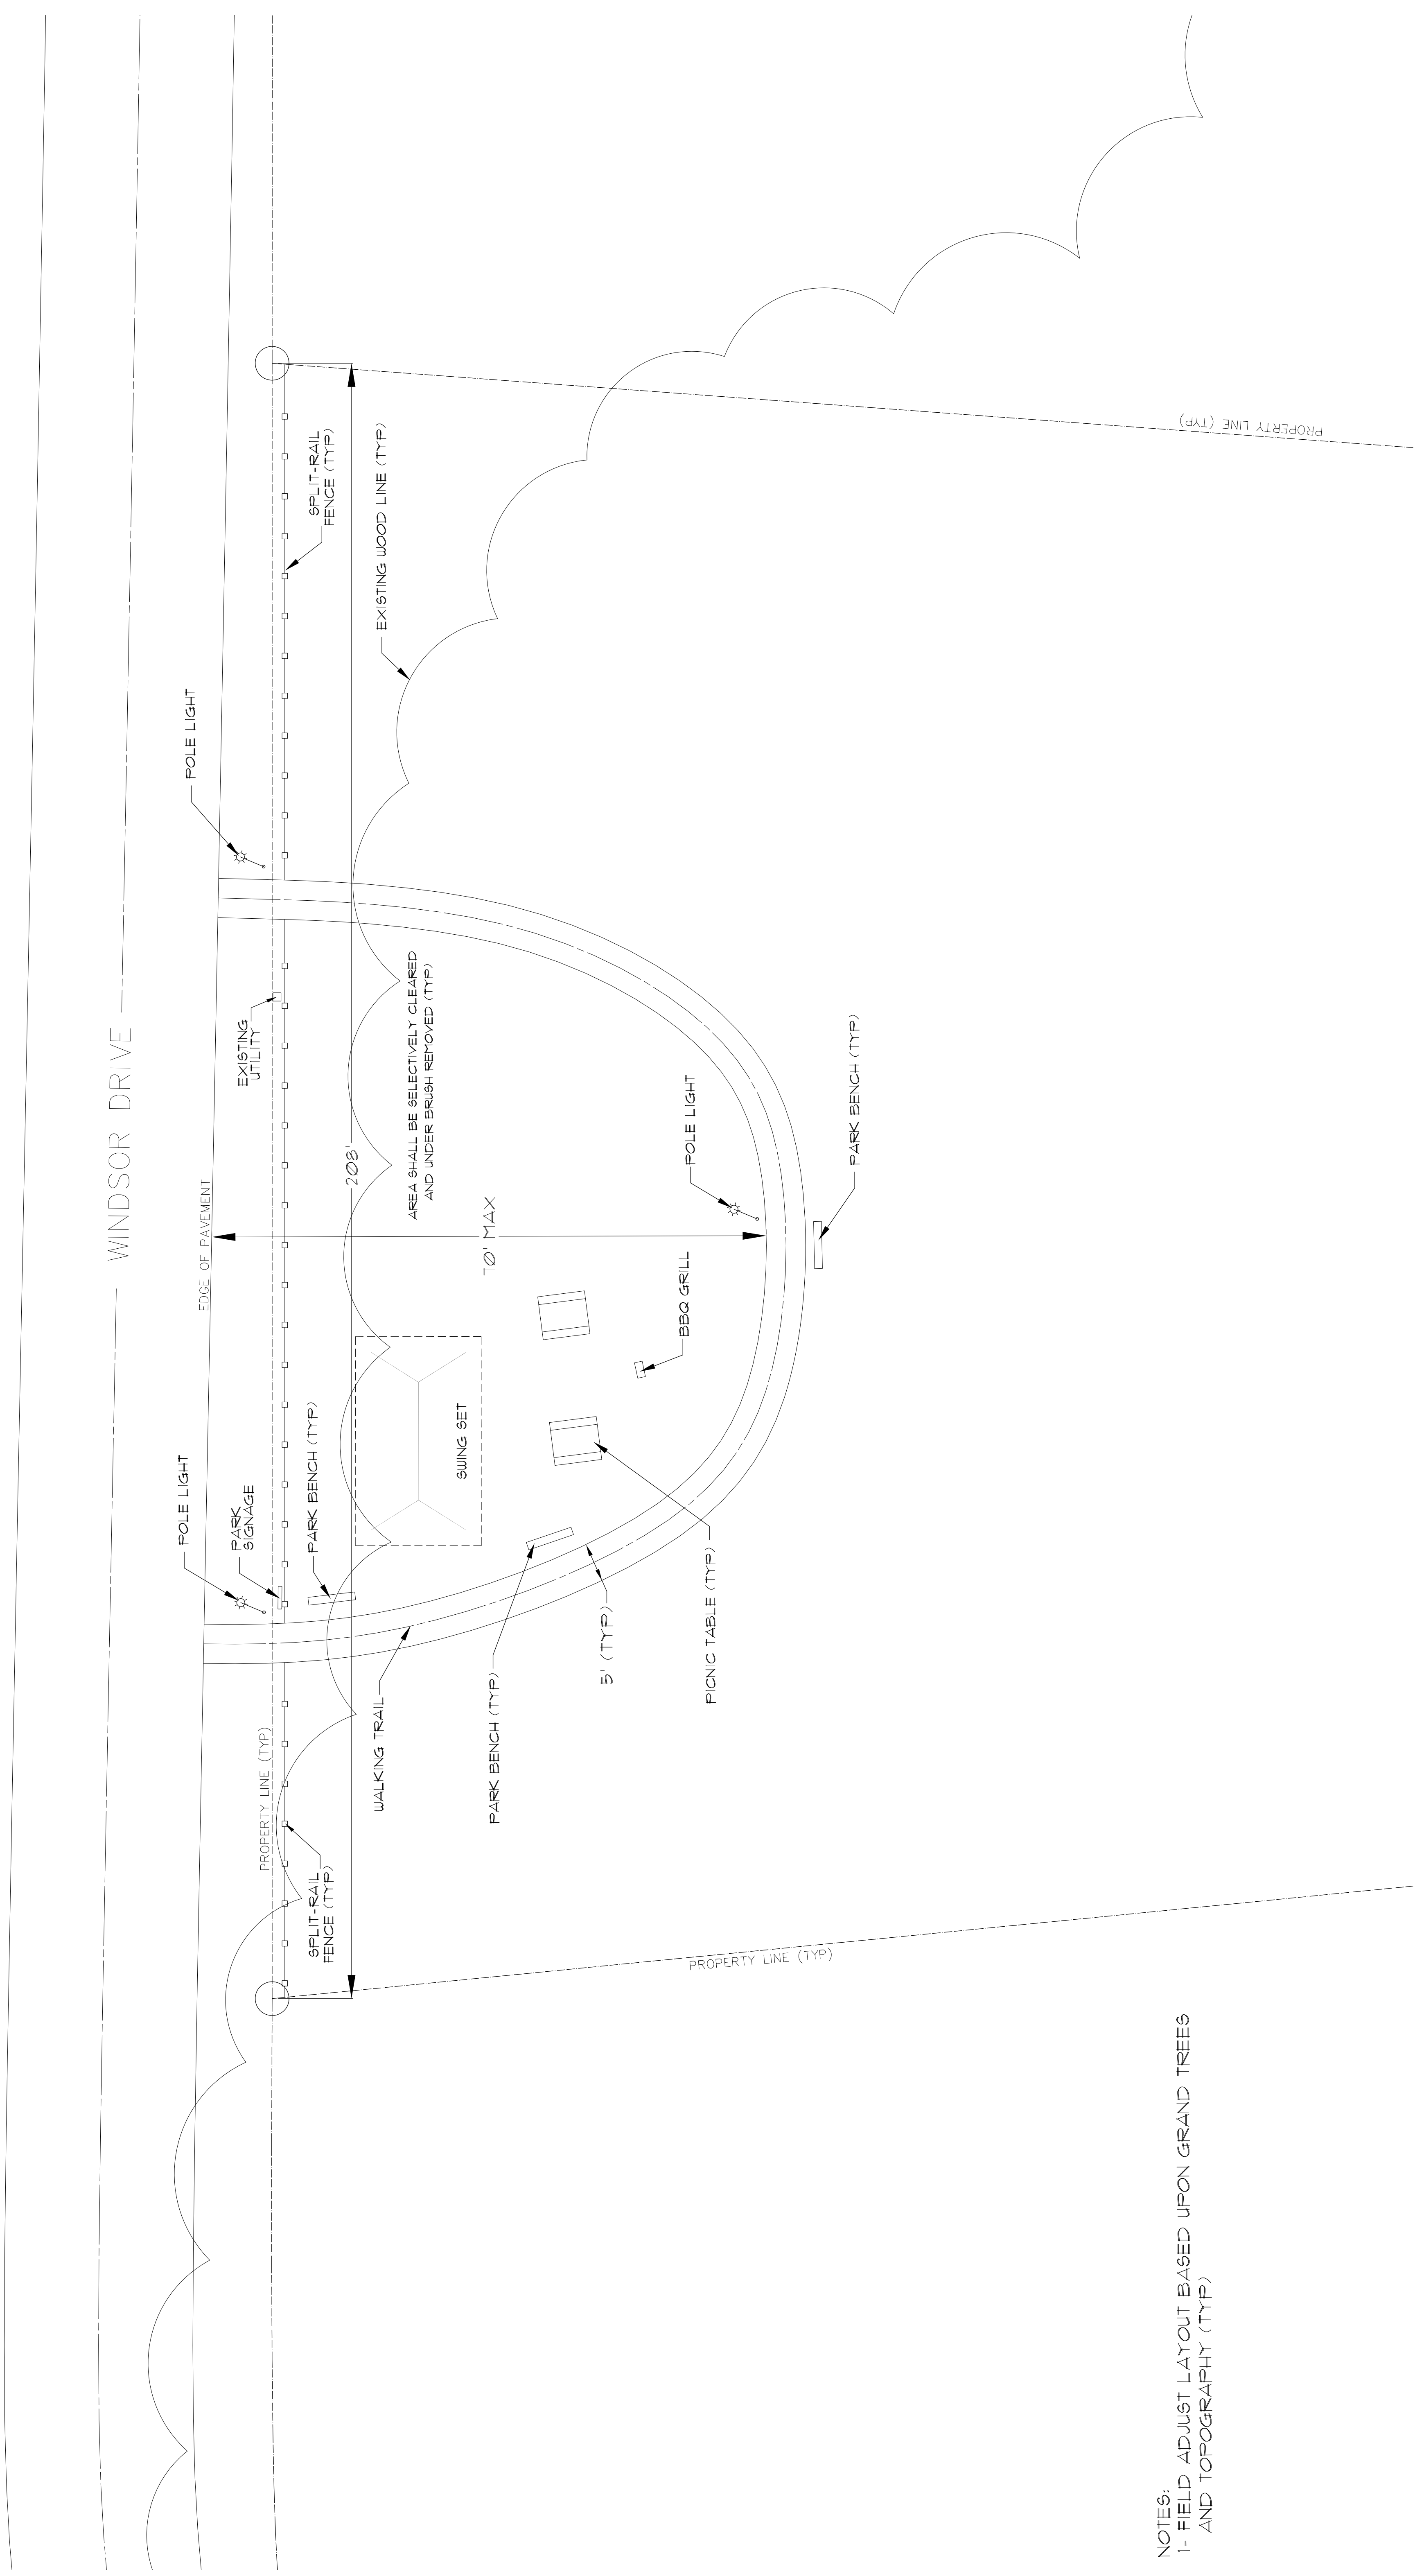 WINDSOR DRIVE
EDGE OF PAVEMENT
POLE LIGHT
PARK
SIGNAGE
PROPERTY LINE (TYP)
SPLIT-RAIL
FENCE (TYP)
PARK BENCH (TYP)
EXISTING
UTILITY
POLE LIGHT
SPLIT-RAIL
FENCE (TYP)
208'
EXISTING WOOD LINE (TYP)
WALKING TRAIL
AREA SHALL BE SELECTIVELY CLEARED
AND UNDER BRUSH REMOVED (TYP)
SWING SET
70' MAX
PARK BENCH (TYP)
5' (TYP)
BBQ GRILL
POLE LIGHT
PICNIC TABLE (TYP)
PARK BENCH (TYP)
PROPERTY LINE (TYP)
PROPERTY LINE (TYP)
NOTES:
1- FIELD ADJUST LAYOUT BASED UPON GRAND TREES
AND TOPOGRAPHY (TYP)